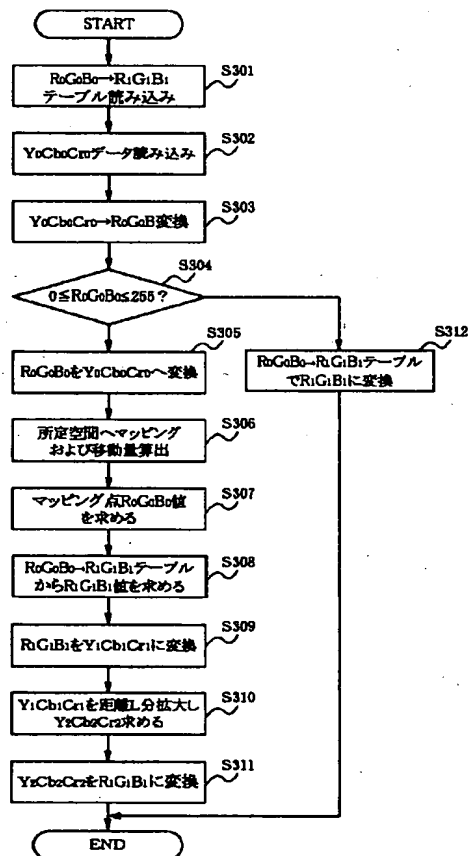 START
R0G0B0→R1G1B1
テーブル読み込み
S301
Y0Cb0Cr0データ読み込み
S302
Y0Cb0Cr0→R0G0B変換
S303
0≦R0G0B0≦255?
S304
R0G0B0をY0Cb0Cr0へ変換
S305
R0G0B0→R1G1B1テーブル
でR1G1B1に変換
S312
所定空間へマッピング
および移動量算出
S306
マッピング点R0G0B0値
を求める
S307
R0G0B0→R1G1B1テーブル
からR1G1B1値を求める
S308
R1G1B1をY1Cb1Cr1に変換
S309
Y1Cb1Cr1を距離L分拡大し
Y2Cb2Cr2求める
S310
Y2Cb2Cr2をR1G1B1に変換
S311
END